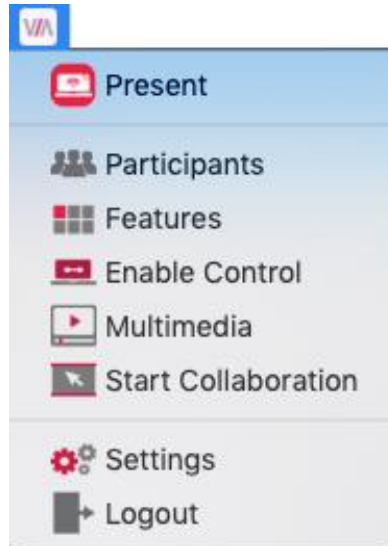 VIA
Present
Participants
Features
Enable Control
Multimedia
Start Collaboration
Settings
Logout